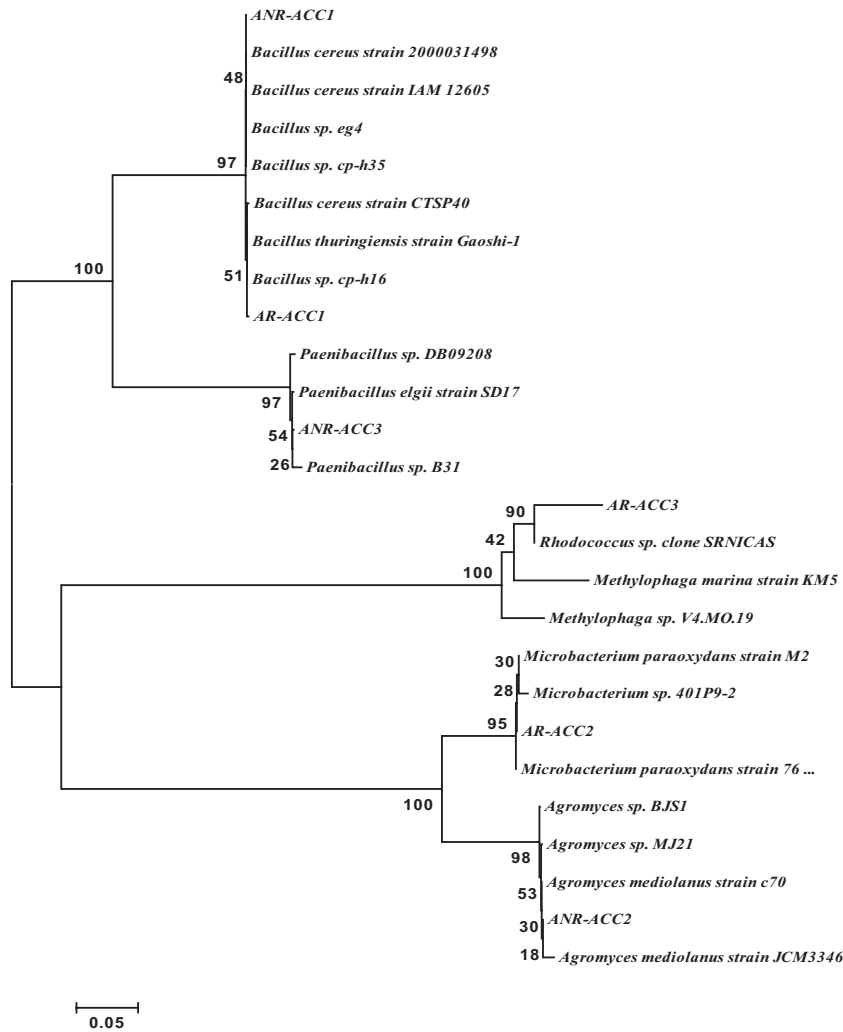 ANR-ACC1
Bacillus cereus strain 2000031498
48
Bacillus cereus strain IAM 12605
Bacillus sp. eg4
97
Bacillus sp. cp-h35
Bacillus cereus strain CTSP40
Bacillus thuringiensis strain Gaoshi-1
100
51
Bacillus sp. cp-h16
AR-ACC1
Paenibacillus sp. DB09208
Paenibacillus elgii strain SD17
97
ANR-ACC3
54
26
Paenibacillus sp. B31
AR-ACC3
90
Rhodococcus sp. clone SRNICAS
42
100
Methylophaga marina strain KM5
Methylophaga sp. V4.MO.19
30
Microbacterium paraoxydans strain M2
28
Microbacterium sp. 401P9-2
95
AR-ACC2
Microbacterium paraoxydans strain 76 ...
100
Agromyces sp. BJS1
Agromyces sp. MJ21
98
Agromyces mediolanus strain c70
53
ANR-ACC2
30
18
Agromyces mediolanus strain JCM3346
0.05